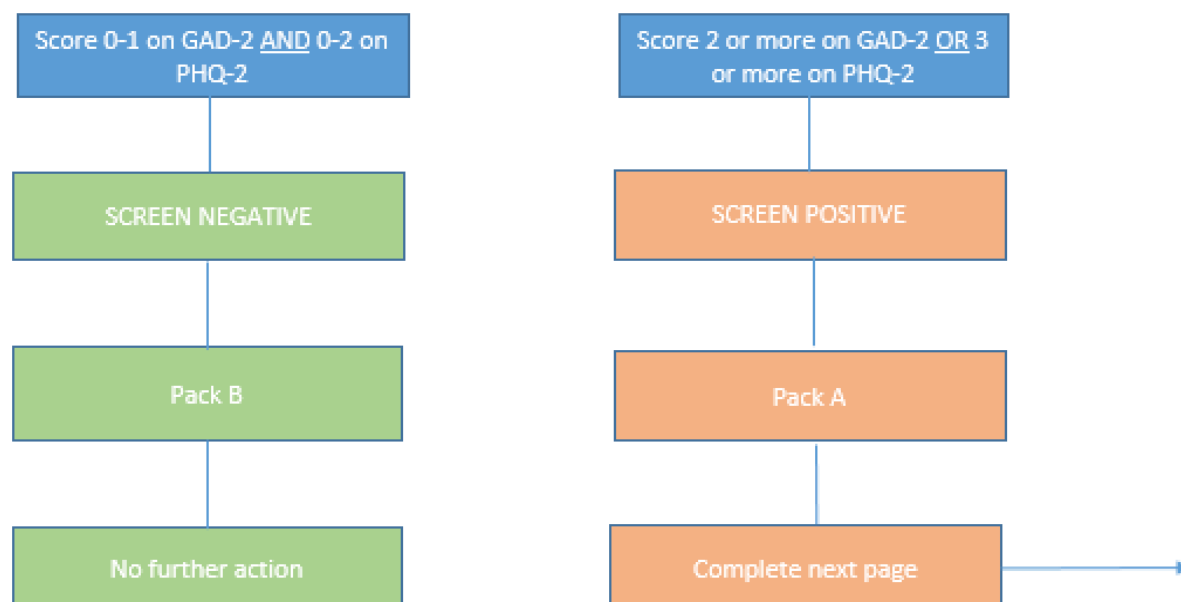 Score 0-1 on GAD-2 AND 0-2 on
PHQ-2
SCREEN NEGATIVE
Pack B
No further action
Score 2 or more on GAD-2 OR 3
or more on PHQ-2
SCREEN POSITIVE
Pack A
Complete next page